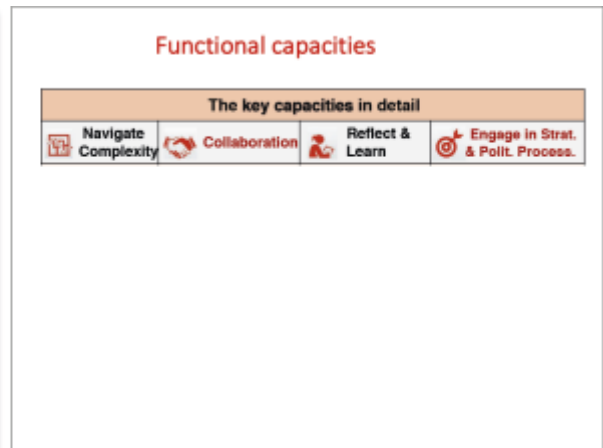 Functional capacities
The key capacities in detail
Navigate
Complexity
Collaboration
Reflect &
Learn
Engage in Strat.
& Polit. Process.